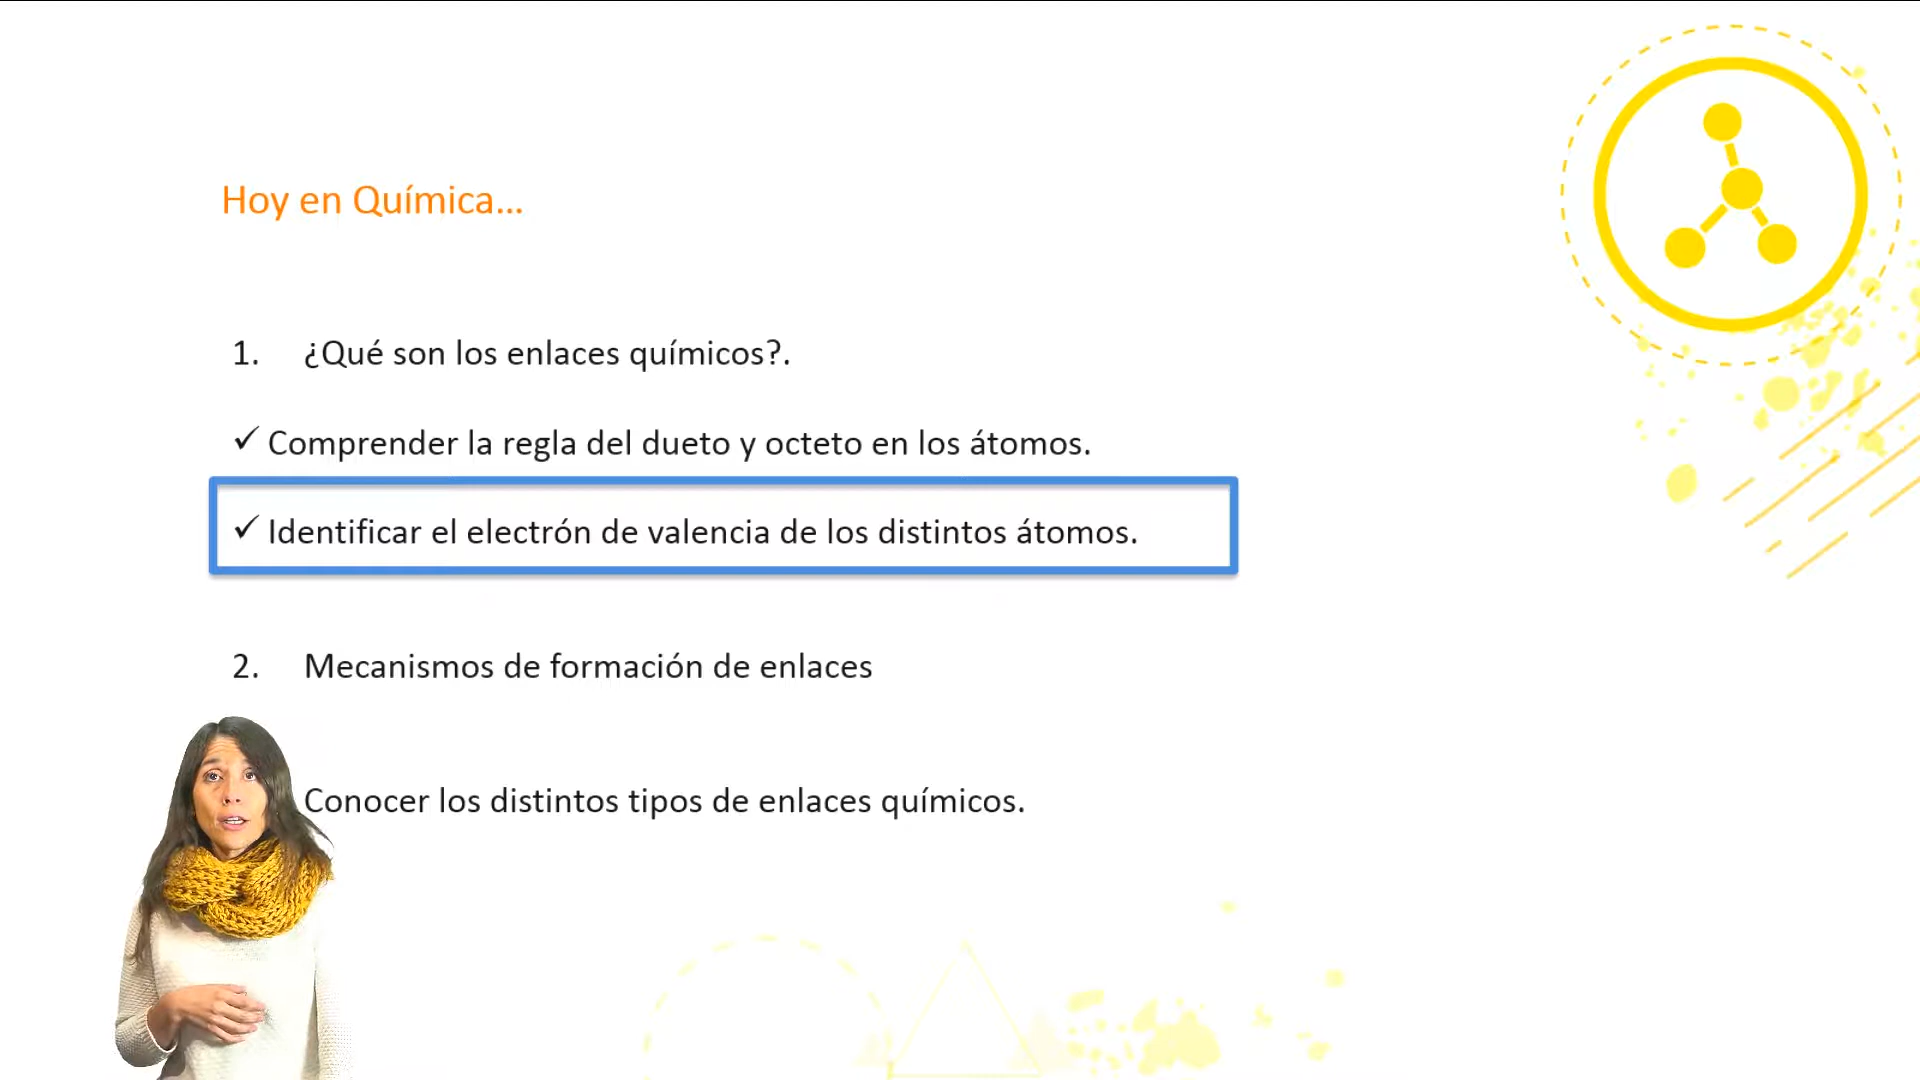 Hoy en Química...
1. ¿Qué son los enlaces químicos?.
✓ Comprender la regla del dueto y octeto en los átomos.
✓ Identificar el electrón de valencia de los distintos átomos.
2. Mecanismos de formación de enlaces
Conocer los distintos tipos de enlaces químicos.